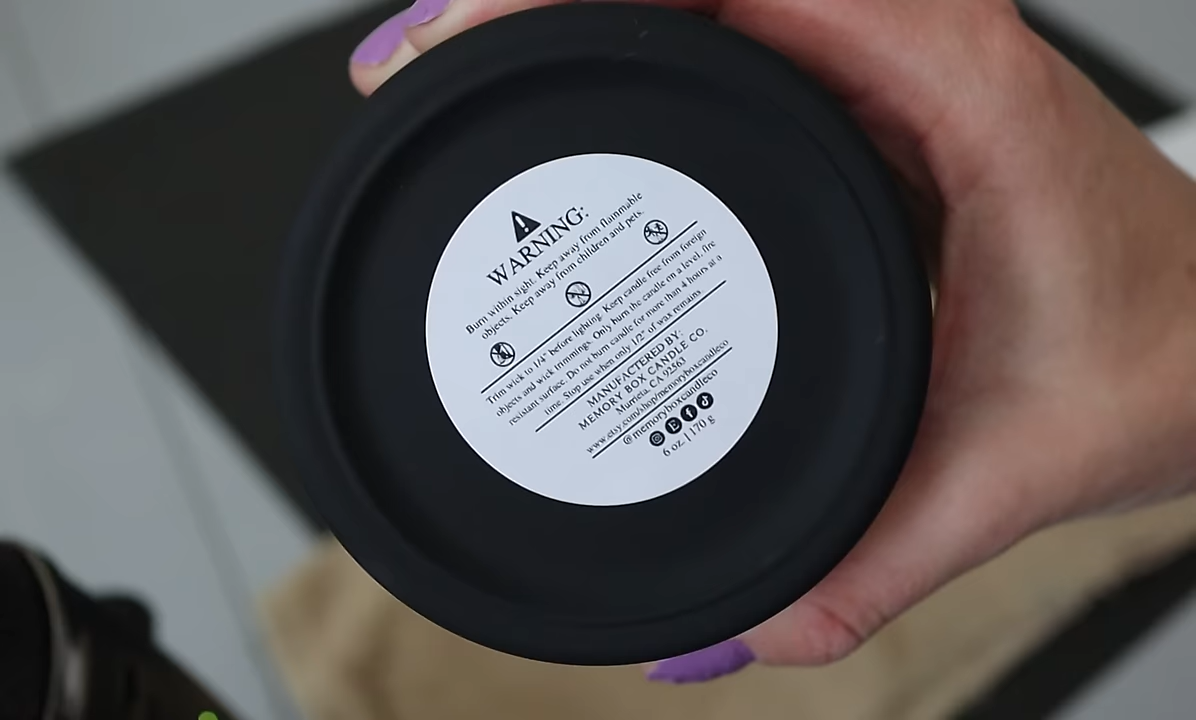 WARNING:
Burn within sight. Keep away from flammable
objects. Keep away from children and pets.
Trim wick to 1/4" before lighting. Keep candle free from foreign
objects and wick trimmings. Only burn the candle on a level, fire
resistant surface. Do not burn candle for more than 4 hours at a
time. Stop use when only 1/2" of wax remains.
MANUFACTERED BY:
MEMORY BOX CANDLE CO.
Murrieta, CA 92563
www.etsy.com/shop/memoryboxcandleco
@memoryboxcandleco
6 oz. | 170 g